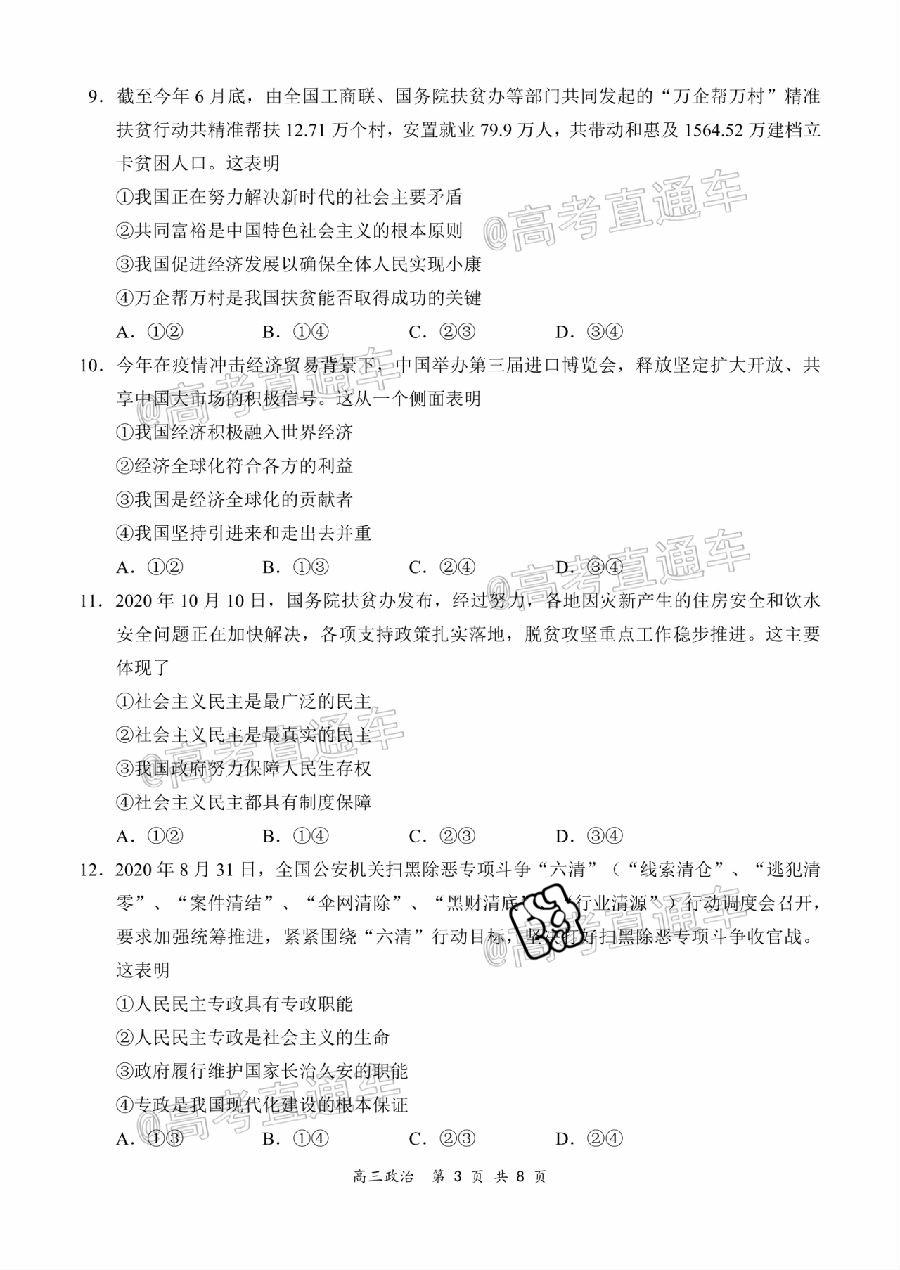 9．截至今年6月底，由全国工商联、国务院扶贫办等部门共同发起的“万企帮万村”精准
扶贫行动共精准帮扶 12.71 万个村，安置就业 79.9 万人，共带动和惠及 1564.52 万建档立
卡贫困人口。这表明
①我国正在努力解决新时代的社会主要矛盾
②共同富裕是中国特色社会主义的根本原则
③我国促进经济发展以确保全体人民实现小康
④万企帮万村是我国扶贫能否取得成功的关键
A．①② B．①④ C．②③ D．③④
10．今年在疫情冲击经济贸易背景下，中国举办第三届进口博览会，释放坚定扩大开放、共
享中国大市场的积极信号。这从一个侧面表明
①我国经济积极融入世界经济
②经济全球化符合各方的利益
③我国是经济全球化的贡献者
④我国坚持引进来和走出去并重
A．①② B．①③ C．②④ D．③④
11．2020 年 10 月 10 日，国务院扶贫办发布，经过努力，各地因灾新产生的住房安全和饮水
安全问题正在加快解决，各项支持政策扎实落地，脱贫攻坚重点工作稳步推进。这主要
体现了
①社会主义民主是最广泛的民主
②社会主义民主是最真实的民主
③我国政府努力保障人民生存权
④社会主义民主都具有制度保障
A．①② B．①④ C．②③ D．③④
12．2020 年 8 月 31 日，全国公安机关扫黑除恶专项斗争“六清”（“线索清仓”、“逃犯清
零”、“案件清结”、“伞网清除”、“黑财清底”、“行业清源”）行动调度会召开，
要求加强统筹推进，紧紧围绕“六清”行动目标，坚决打好扫黑除恶专项斗争收官战。
这表明
①人民民主专政具有专政职能
②人民民主专政是社会主义的生命
③政府履行维护国家长治久安的职能
④专政是我国现代化建设的根本保证
A．①③ B．①④ C．②③ D．②④
高三政治 第 3 页 共 8 页
@高考直通车
@高考直通车
@高考直通车
@高考直通车
@高考直通车
@高考直通车